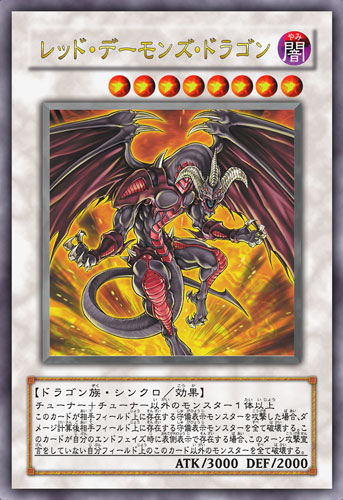 レッド・デーモンズ・ドラゴン
やみ
闇
【ドラゴン族・シンクロ／効果】
チューナー＋チューナー以外のモンスター１体以上
このカードが相手フィールド上に存在する守備表示モンスターを攻撃した場合、ダ
メージ計算後相手フィールド上に存在する守備表示モンスターを全て破壊する。こ
のカードが自分のエンドフェイズ時に表側表示で存在する場合、このターン攻撃宣
言をしていない自分フィールド上のこのカード以外のモンスターを全て破壊する。
ATK/3000 DEF/2000